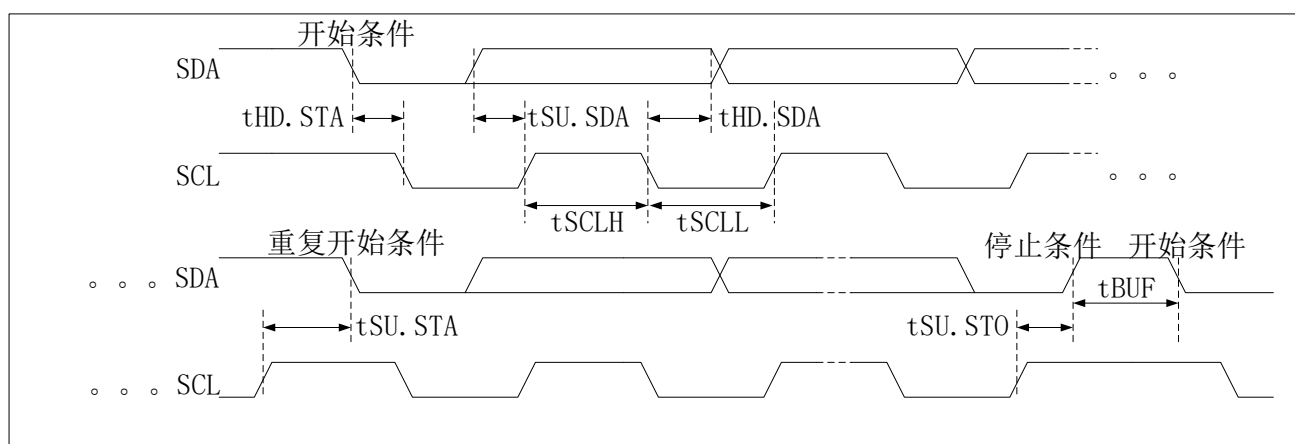 开始条件
SDA
。。。
tHD.STA tSU.SDA tHD.SDA
SCL
。。。
tSCLH tSCLL
重复开始条件 停止条件 开始条件
。。。SDA
tBUF
tSU.STA tSU.STO
。。。SCL